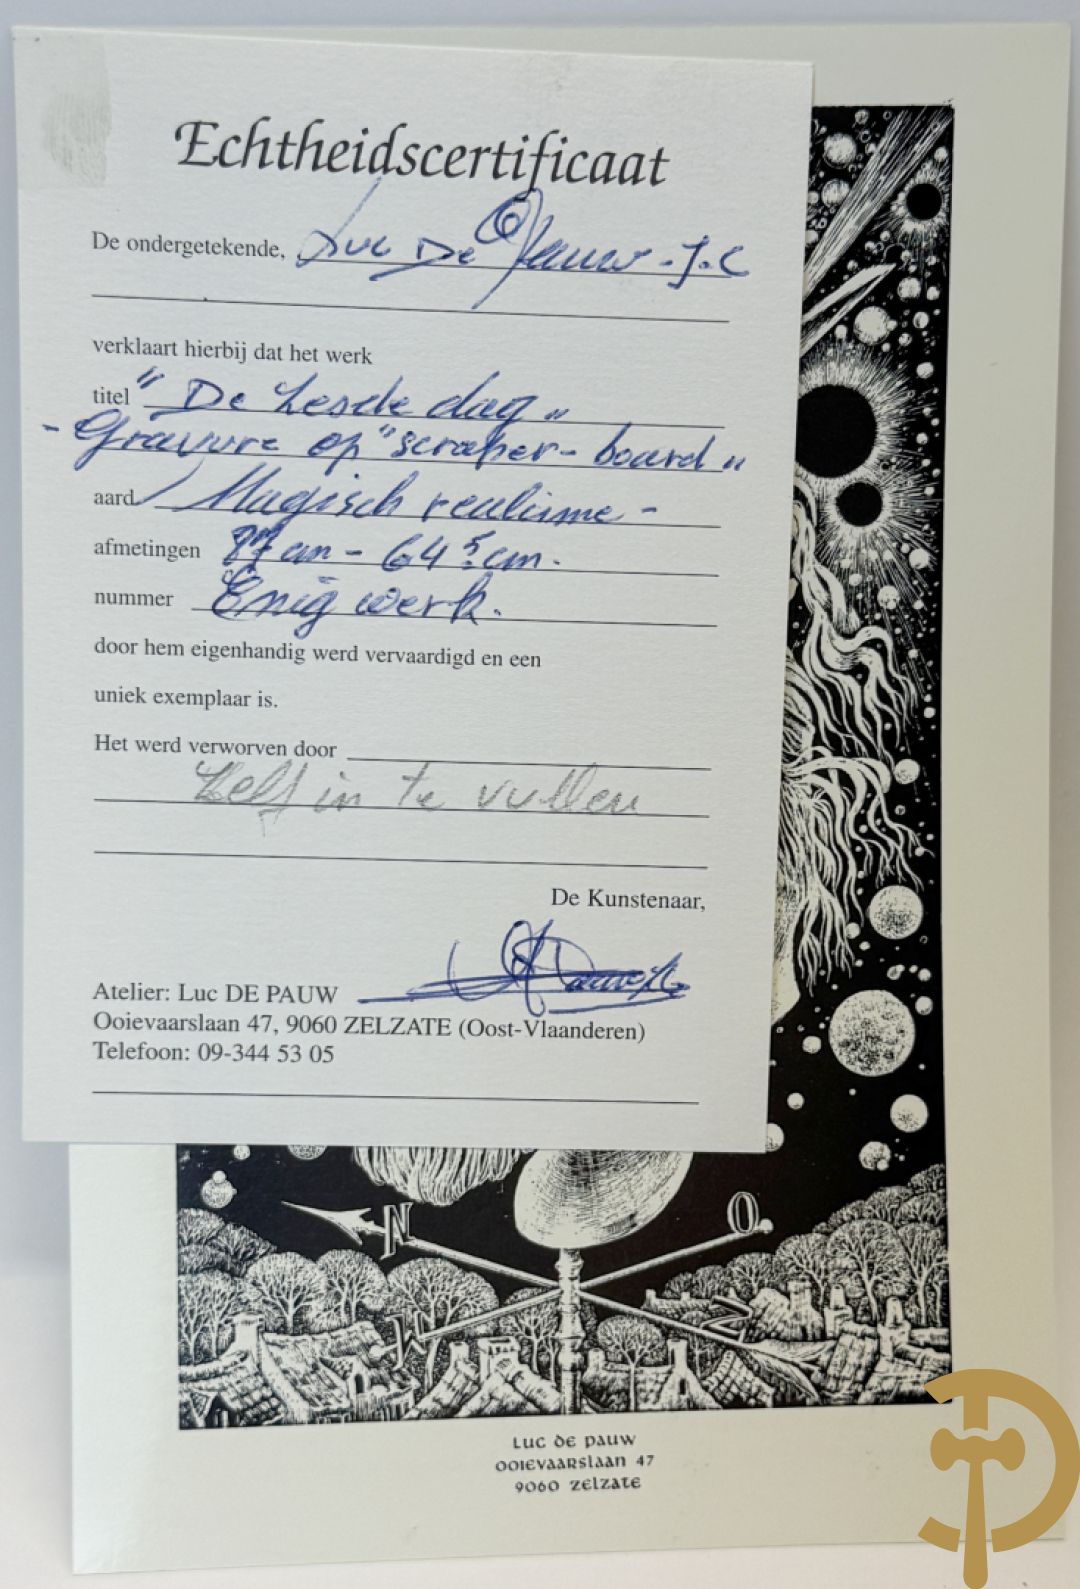 Echtheidscertificaat
De ondergetekende, Luc De Pauw - J.C
verklaart hierbij dat het werk
titel "De Zesde dag"
- Gravure op "scraper-board"
aard Magisch realisme -
afmetingen 87 cm - 64 5 cm.
nummer Enig werk.
door hem eigenhandig werd vervaardigd en een
uniek exemplaar is.
Het werd verworven door
Zelf in te vullen
De Kunstenaar,
Atelier: Luc DE PAUW
Ooievaarslaan 47, 9060 ZELZATE (Oost-Vlaanderen)
Telefoon: 09-344 53 05
N
O
W
Z
LUC DE PAUW
OOIEVAARSLAAN 47
9060 ZELZATE